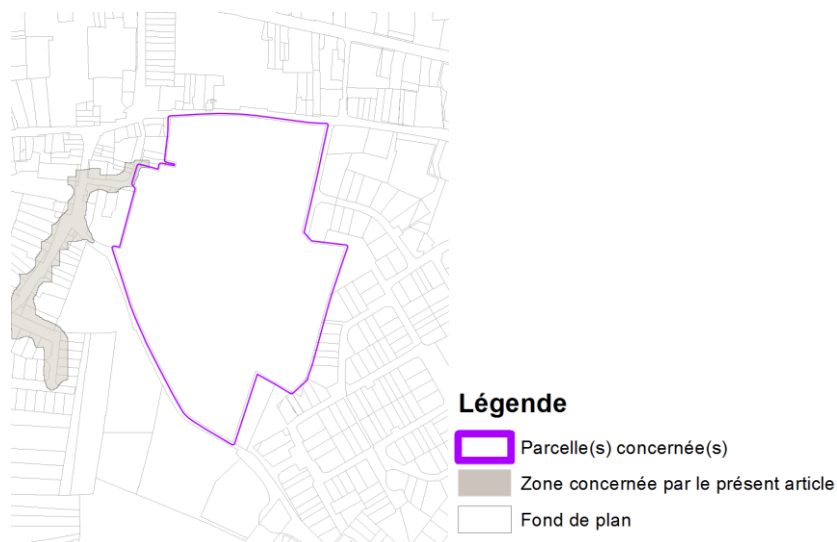 Légende
Parcelle(s) concernée(s)
Zone concernée par le présent article
Fond de plan